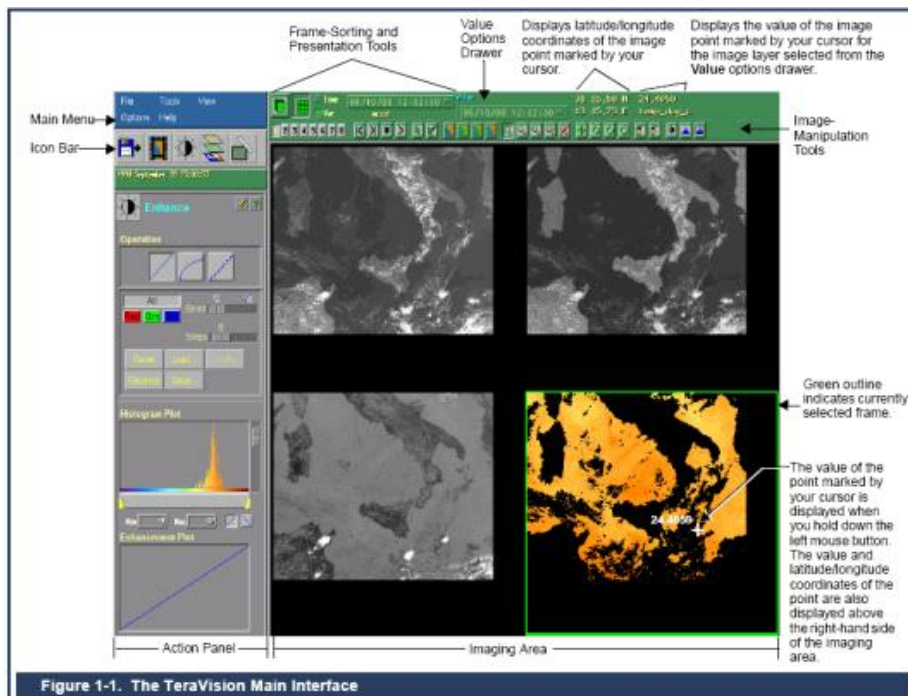 Frame-Sorting and
Presentation Tools
Value
Options
Drawer
Displays latitude/longitude
coordinates of the image
point marked by your
cursor.
Displays the value of the image
point marked by your cursor for
the image layer selected from the
Value options drawer.
Main Menu
File Tools View
Options Help
Icon Bar
Image-
Manipulation
Tools
Enhance
Operation
All
Histogram Plot
Enhancement Plot
24.4050
Green outline
indicates currently
selected frame.
The value of the
point marked by
your cursor is
displayed when
you hold down the
left mouse button.
The value and
latitude/longitude
coordinates of the
point are also
displayed above
the right-hand side
of the imaging
area.
Action Panel
Imaging Area
Figure 1-1. The TeraVision Main Interface